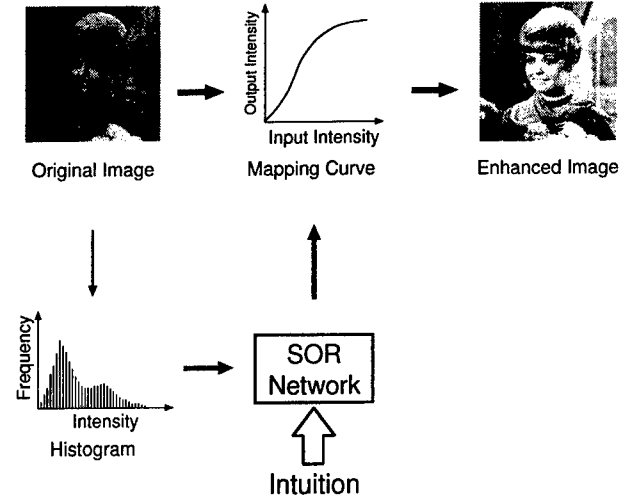 Output Intensity
Input Intensity
Original Image
Mapping Curve
Enhanced Image
Frequency
Intensity
Histogram
SOR
Network
Intuition